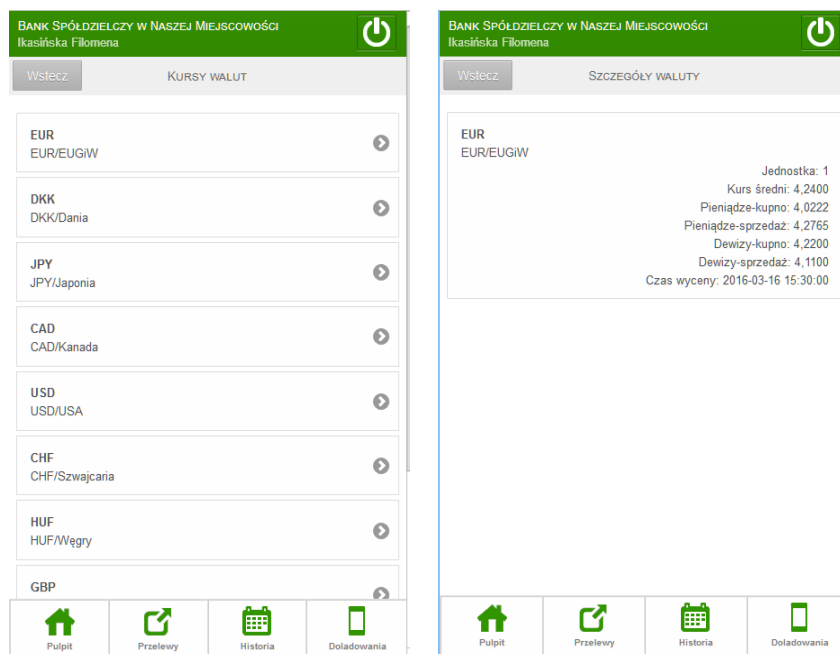 BANK SPÓŁDZIELCZY W NASZEJ MIEJSCOWOŚCI
Ikasińska Filomena
Wstecz
KURSY WALUT
EUR
EUR/EUGiW
DKK
DKK/Dania
JPY
JPY/Japonia
CAD
CAD/Kanada
USD
USD/USA
CHF
CHF/Szwajcaria
HUF
HUF/Węgry
GBP
Pulpit
Przelewy
Historia
Doladowania
BANK SPÓŁDZIELCZY W NASZEJ MIEJSCOWOŚCI
Ikasińska Filomena
Wstecz
SZCZEGÓŁY WALUTY
EUR
EUR/EUGiW
Jednostka: 1
Kurs średni: 4,2400
Pieniądze-kupno: 4,0222
Pieniądze-sprzedaż: 4,2765
Dewizy-kupno: 4,2200
Dewizy-sprzedaż: 4,1100
Czas wyceny: 2016-03-16 15:30:00
Pulpit
Przelewy
Historia
Doladowania